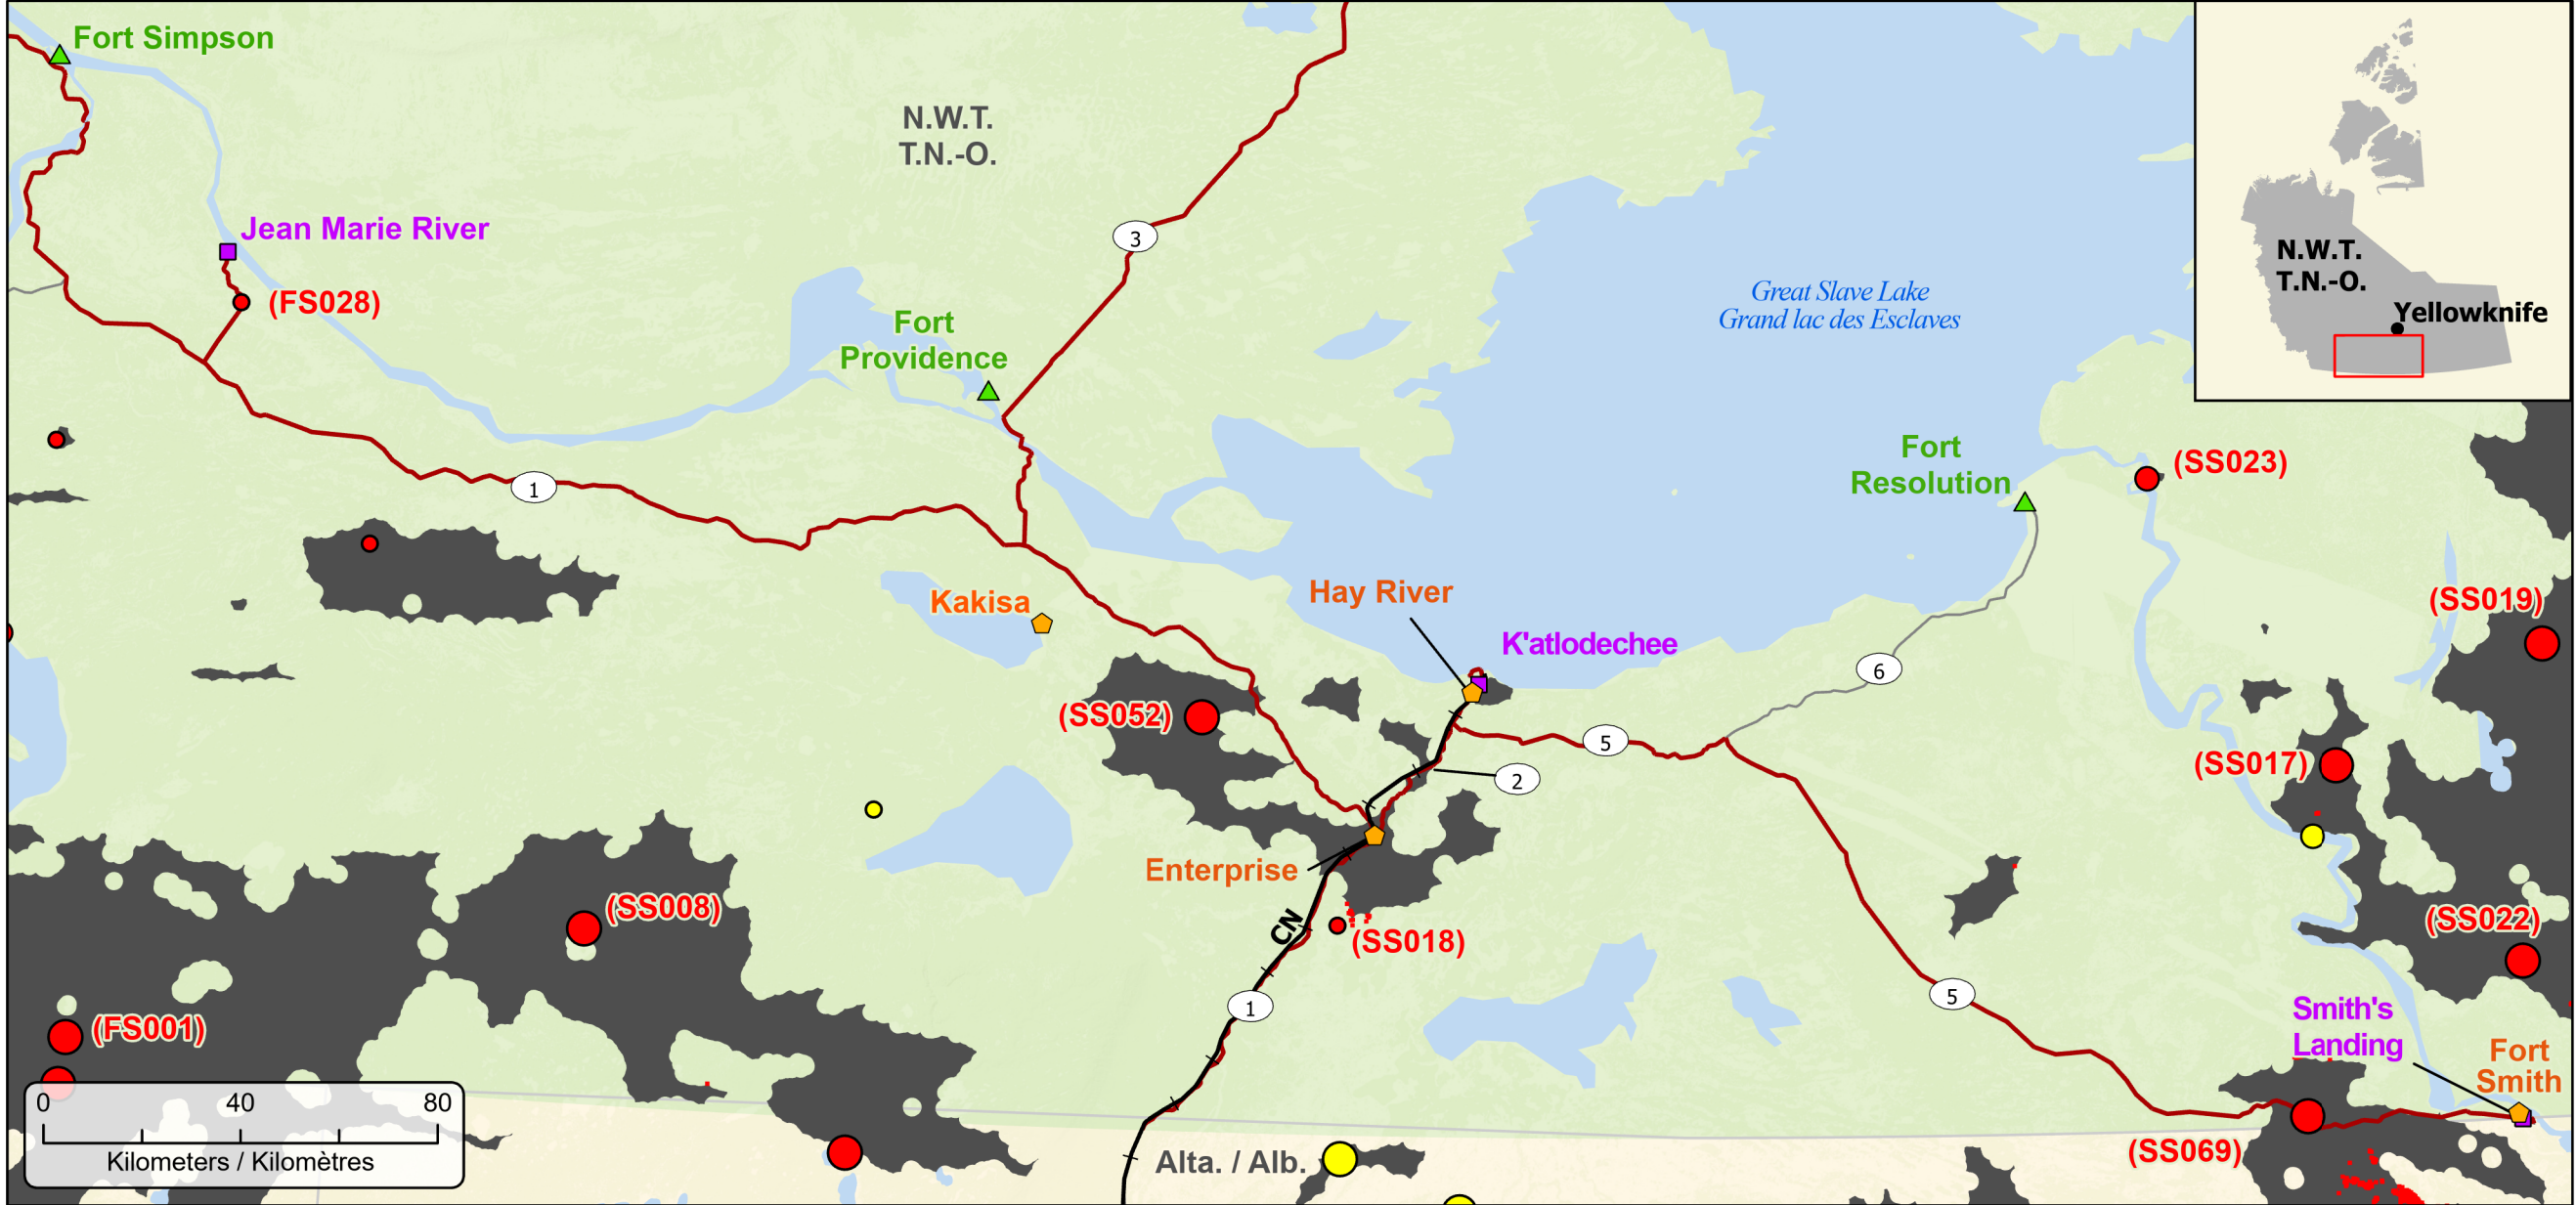 Fort Simpson
N.W.T.
T.N.-O.
Jean Marie River
3
(FS028)
Great Slave Lake
Grand lac des Esclaves
N.W.T.
T.N.-O.
Yellowknife
Fort
Providence
Fort
Resolution
(SS023)
1
Kakisa
Hay River
K'atlodechee
(SS019)
6
(SS052)
5
2
(SS017)
Enterprise
(SS008)
CN
(SS018)
(SS022)
1
5
(FS001)
Smith's
Landing
Fort
Smith
0 40 80
Kilometers / Kilomètres
Alta. / Alb.
(SS069)